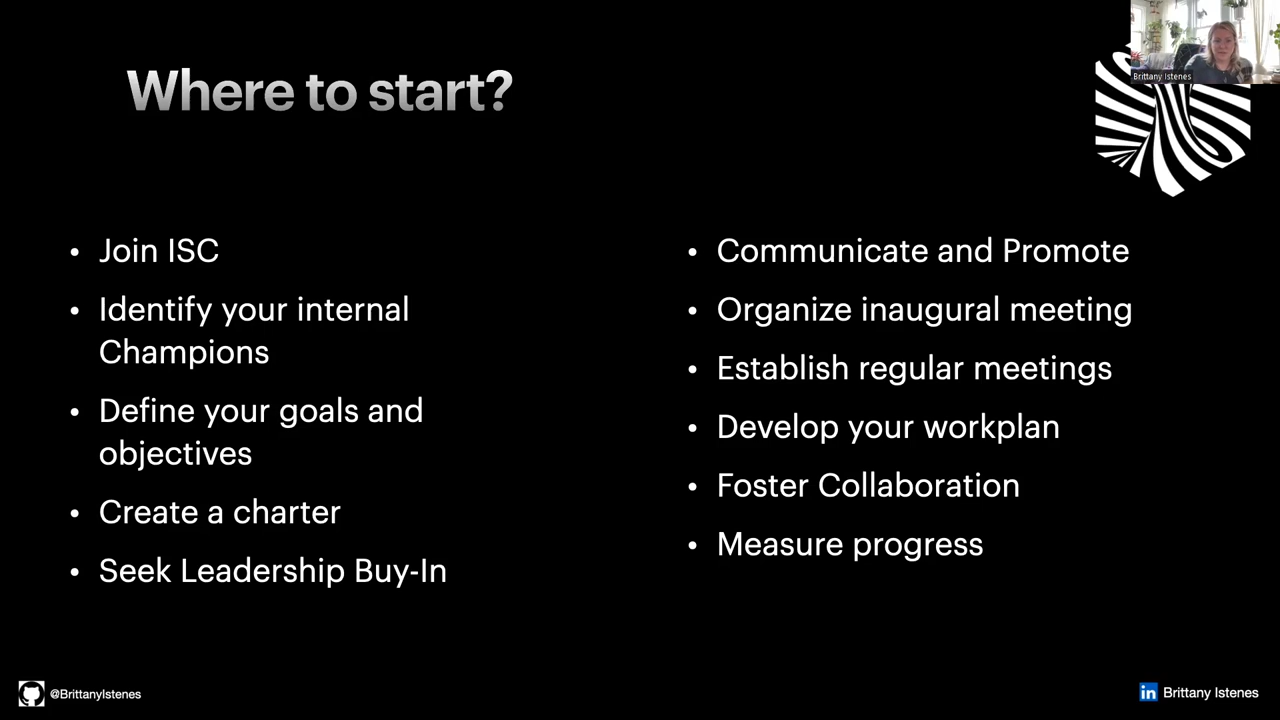 Where to start?
Brittany Istenes
• Join ISC
• Identify your internal
Champions
• Define your goals and
objectives
• Create a charter
• Seek Leadership Buy-In
• Communicate and Promote
• Organize inaugural meeting
• Establish regular meetings
• Develop your workplan
• Foster Collaboration
• Measure progress
@BrittanyIstenes
in Brittany Istenes